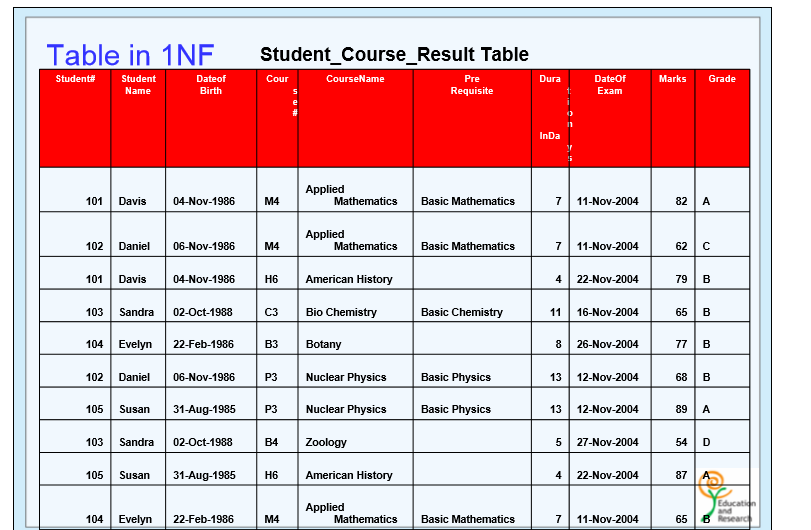 Table in 1NF
Student_Course_Result Table
Student# Student Name Dateof Birth Cour se# CourseName Pre Requisite Dura tion InDa ys DateOf Exam Marks Grade
101 Davis 04-Nov-1986 M4 Applied Mathematics Basic Mathematics 7 11-Nov-2004 82 A
102 Daniel 06-Nov-1986 M4 Applied Mathematics Basic Mathematics 7 11-Nov-2004 62 C
101 Davis 04-Nov-1986 H6 American History 4 22-Nov-2004 79 B
103 Sandra 02-Oct-1988 C3 Bio Chemistry Basic Chemistry 11 16-Nov-2004 65 B
104 Evelyn 22-Feb-1986 B3 Botany 8 26-Nov-2004 77 B
102 Daniel 06-Nov-1986 P3 Nuclear Physics Basic Physics 13 12-Nov-2004 68 B
105 Susan 31-Aug-1985 P3 Nuclear Physics Basic Physics 13 12-Nov-2004 89 A
103 Sandra 02-Oct-1988 B4 Zoology 5 27-Nov-2004 54 D
105 Susan 31-Aug-1985 H6 American History 4 22-Nov-2004 87 A
104 Evelyn 22-Feb-1986 M4 Applied Mathematics Basic Mathematics 7 11-Nov-2004 65 B
Education
and
Research